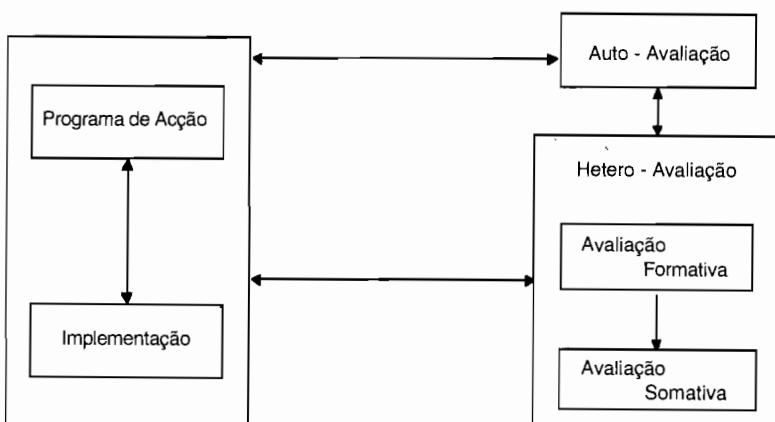 Programa de Acção
Implementação
Auto - Avaliação
Hetero - Avaliação
Avaliação
Formativa
Avaliação
Somativa